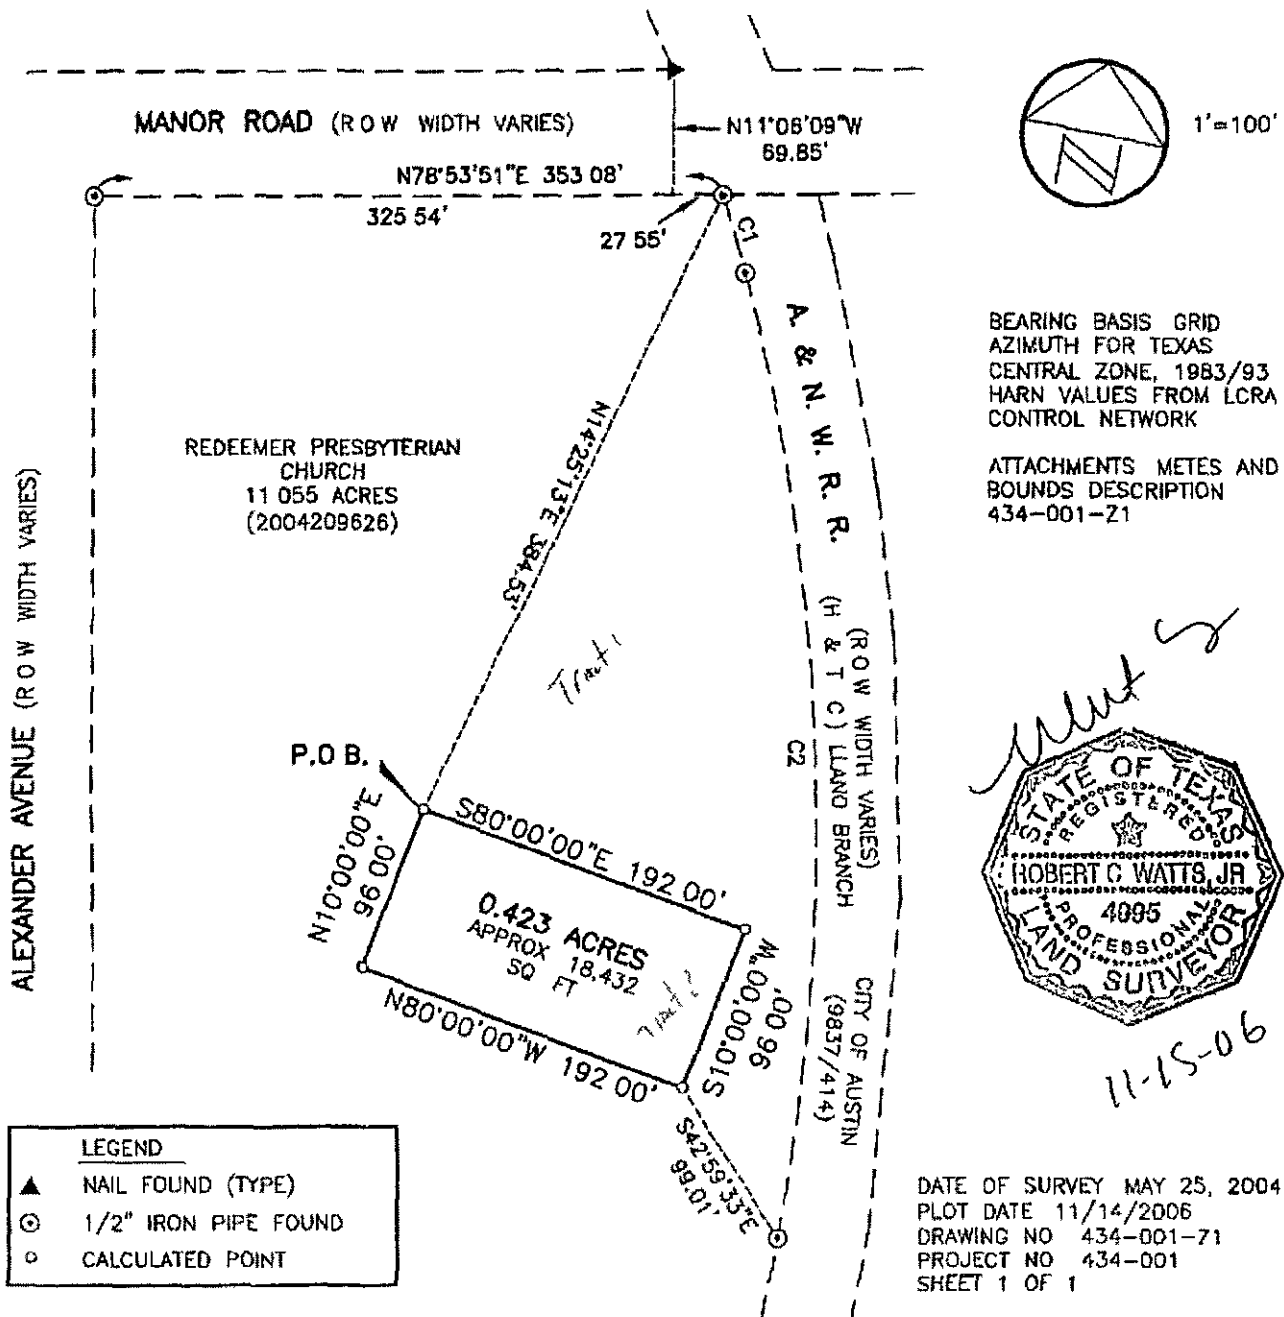 MANOR ROAD (R O W WIDTH VARIES)
N11°08'09"W
69.85'
1'=100'
N78°53'51"E 353 08'
325 54'
27 55'
C1
A. & N. W. R. R.
BEARING BASIS GRID
AZIMUTH FOR TEXAS
CENTRAL ZONE, 1983/93
HARN VALUES FROM LCRA
CONTROL NETWORK
ATTACHMENTS METES AND
BOUNDS DESCRIPTION
434-001-Z1
REDEEMER PRESBYTERIAN
CHURCH
11 055 ACRES
(2004209626)
N14°25'13"E 384.53'
ALEXANDER AVENUE (R O W WIDTH VARIES)
Tract 1
(ROW WIDTH VARIES)
(H & T C) LLANO BRANCH
C2
P.O B.
N10°00'00"E
96 00'
S80°00'00"E 192 00'
0.423 ACRES
APPROX 18,432
SQ FT
Tract 2
N80°00'00"W 192 00'
S10°00'00"W
96 00'
CITY OF AUSTIN
(9837/414)
S42°59'33"E
99.01'
STATE OF TEXAS
REGISTERED
ROBERT C WATTS, JR
4095
PROFESSIONAL
LAND SURVEYOR
11-15-06
LEGEND
NAIL FOUND (TYPE)
1/2" IRON PIPE FOUND
CALCULATED POINT
DATE OF SURVEY MAY 25, 2004
PLOT DATE 11/14/2006
DRAWING NO 434-001-71
PROJECT NO 434-001
SHEET 1 OF 1